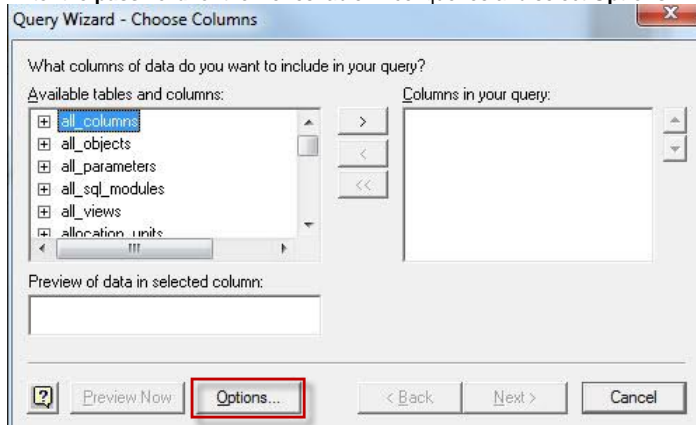 Query Wizard - Choose Columns
What columns of data do you want to include in your query?
Available tables and columns:
Columns in your query:
all_columns
all_objects
all_parameters
all_sql_modules
all_views
allocation_units
>
<
<<
Preview of data in selected column:
Preview Now
Options...
< Back
Next >
Cancel